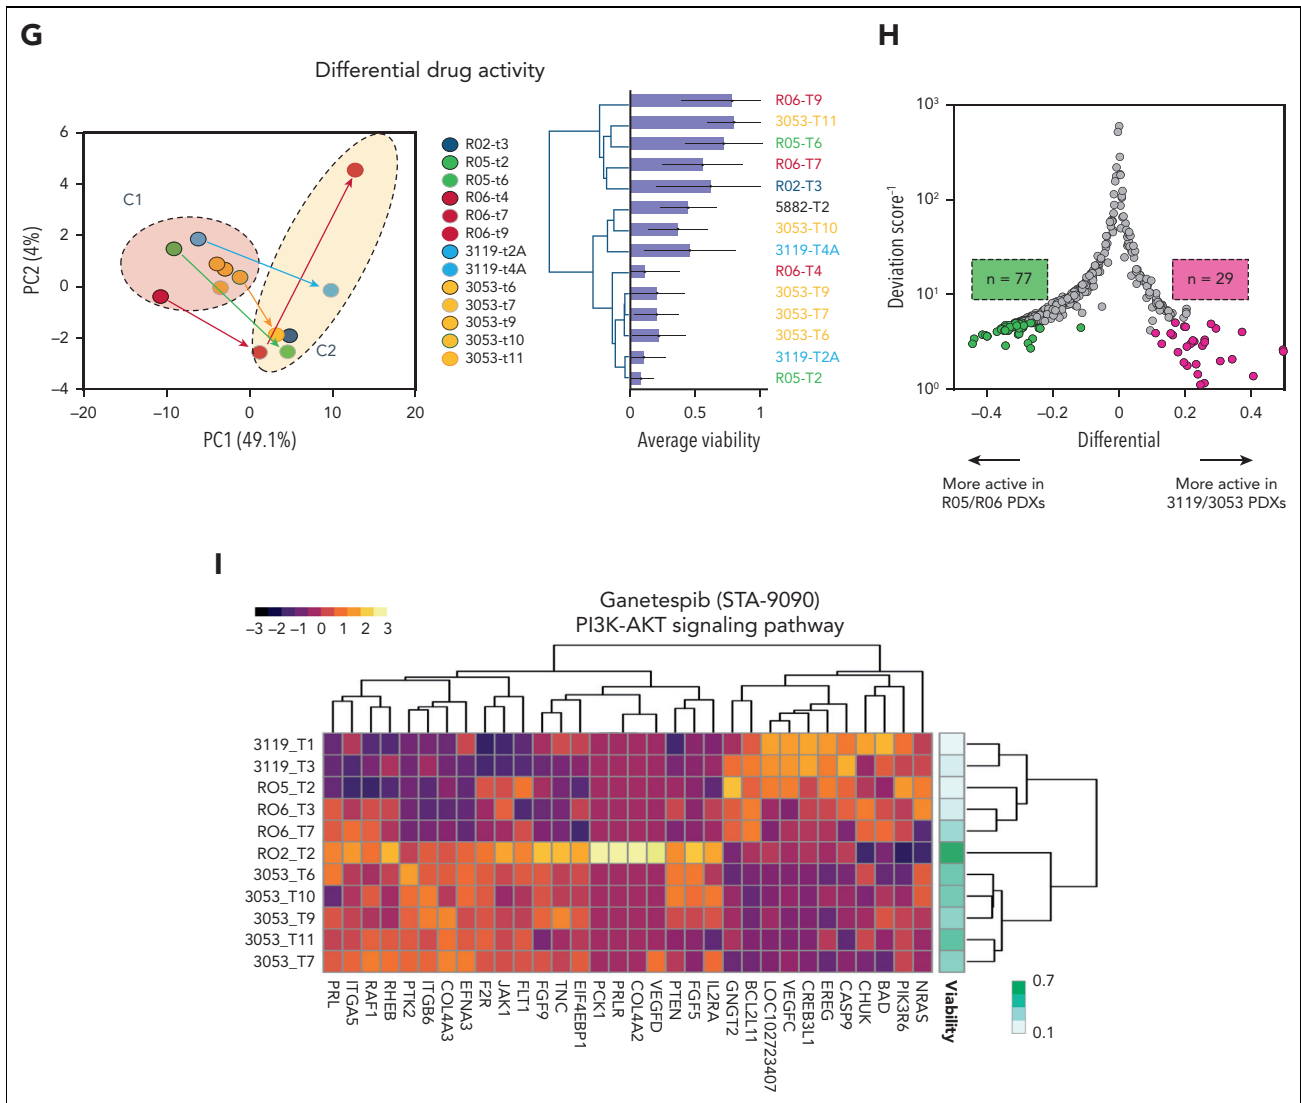 G
Differential drug activity
6
4
2
0
–2
–4
–20
–10
0
10
20
PC2 (4%)
PC1 (49.1%)
C1
C2
R02-t3
R05-t2
R05-t6
R06-t4
R06-t7
R06-t9
3119-t2A
3119-t4A
3053-t6
3053-t7
3053-t9
3053-t10
3053-t11
R06-T9
3053-T11
R05-T6
R06-T7
R02-T3
5882-T2
3053-T10
3119-T4A
R06-T4
3053-T9
3053-T7
3053-T6
3119-T2A
R05-T2
0
0.5
1
Average viability
H
10³
10²
10¹
10⁰
Deviation score⁻¹
n = 77
n = 29
–0.4
–0.2
0
0.2
0.4
Differential
More active in
R05/R06 PDXs
More active in
3119/3053 PDXs
I
Ganetespib (STA-9090)
PI3K-AKT signaling pathway
–3 –2 –1 0 1 2 3
3119_T1
3119_T3
RO5_T2
RO6_T3
RO6_T7
RO2_T2
3053_T6
3053_T10
3053_T9
3053_T11
3053_T7
PRL
ITGA5
RAF1
RHEB
PTK2
ITGB6
COL4A3
EFNA3
F2R
JAK1
FLT1
FGF9
TNC
EIF4EBP1
PCK1
PRLR
COL4A2
VEGFD
PTEN
FGF5
IL2RA
GNGT2
BCL2L11
LOC102723407
VEGFC
CREB3L1
EREG
CASP9
CHUK
BAD
PIK3R6
NRAS
Viability
0.7
0.1